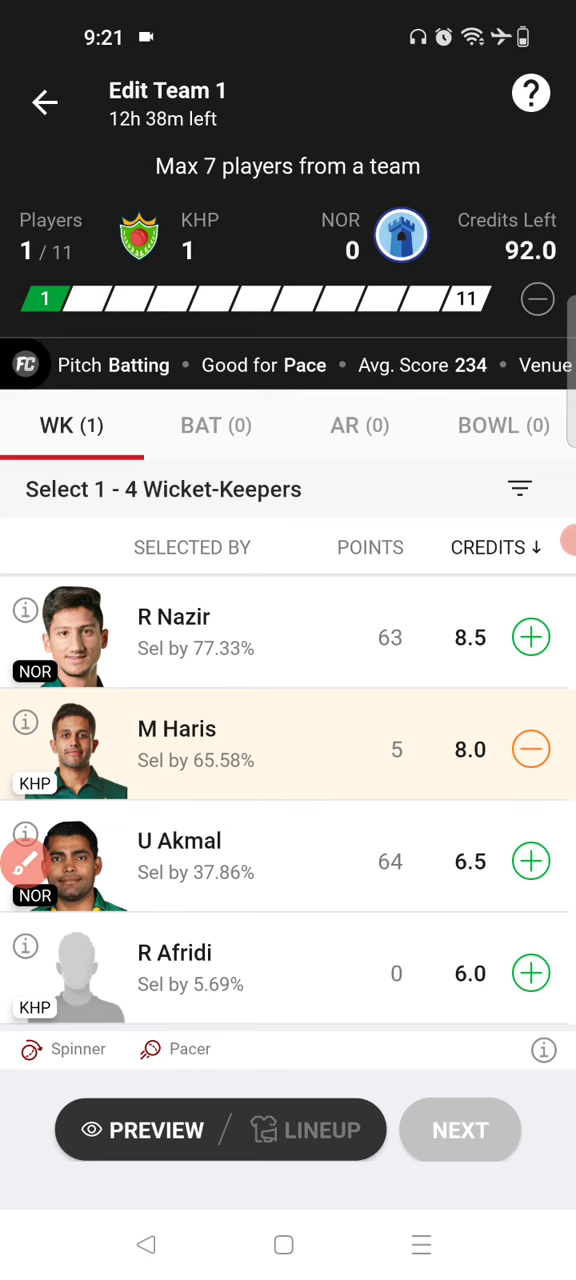 9:21
Edit Team 1
12h 38m left
?
Max 7 players from a team
Players KHP NOR Credits Left
1 / 11 1 0 92.0
1 11
FC Pitch Batting • Good for Pace • Avg. Score 234 • Venue
WK (1) BAT (0) AR (0) BOWL (0)
Select 1 - 4 Wicket-Keepers
SELECTED BY POINTS CREDITS ↓
R Nazir
Sel by 77.33% 63 8.5
NOR
M Haris
Sel by 65.58% 5 8.0
KHP
U Akmal
Sel by 37.86% 64 6.5
NOR
R Afridi
Sel by 5.69% 0 6.0
KHP
Spinner Pacer
PREVIEW / LINEUP NEXT